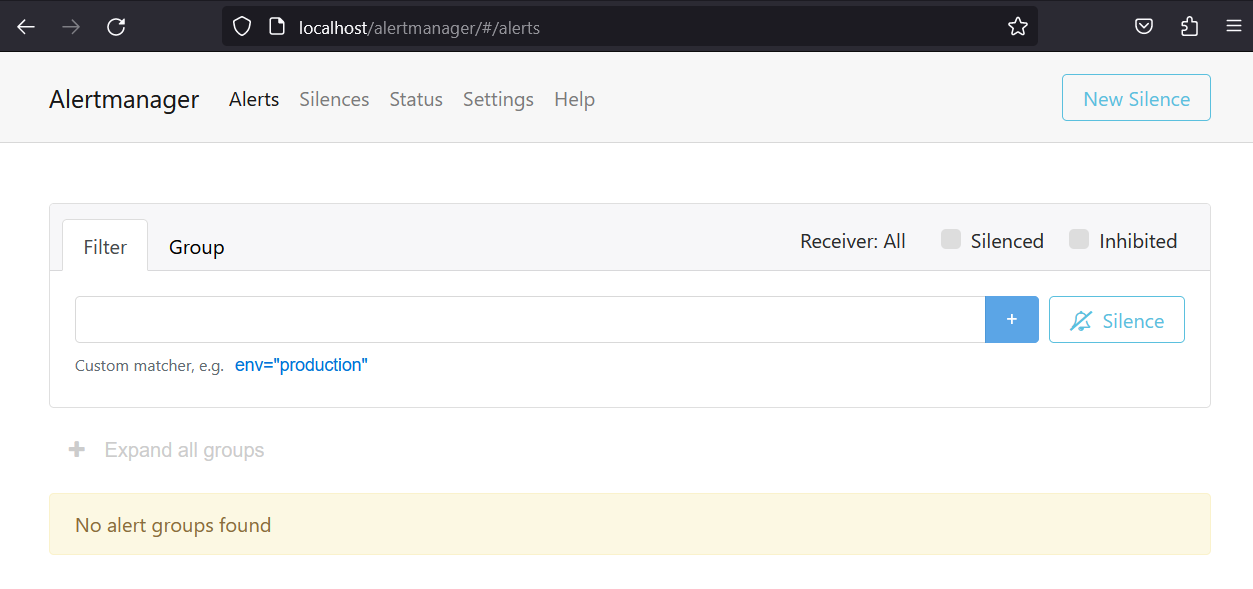 localhost/alertmanager/#/alerts
Alertmanager Alerts Silences Status Settings Help New Silence
Filter Group Receiver: All Silenced Inhibited
+ Silence
Custom matcher, e.g. env="production"
+ Expand all groups
No alert groups found